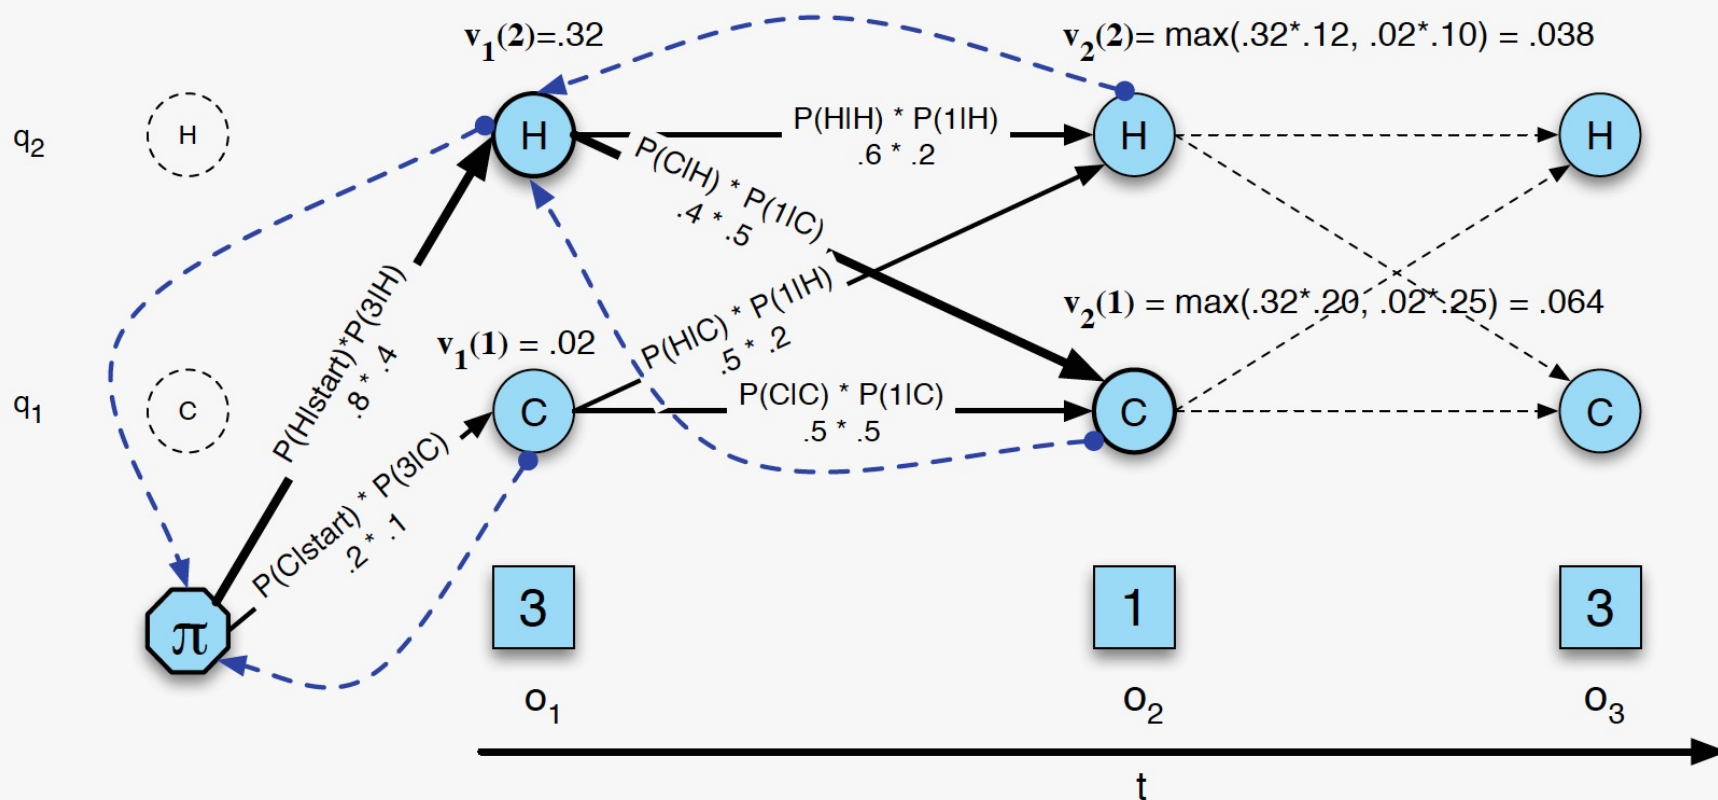 v1(2)=.32
v2(2)= max(.32*.12, .02*.10) = .038
q2
H
H
P(H|H) * P(1|H)
.6 * .2
H
H
P(C|H) * P(1|C)
.4 * .5
P(H|start)*P(3|H)
.8 * .4
P(H|C) * P(1|H)
.5 * .2
v2(1) = max(.32*.20, .02*.25) = .064
v1(1) = .02
q1
C
C
P(C|C) * P(1|C)
.5 * .5
C
C
P(C|start) * P(3|C)
.2 * .1
π
3
1
3
o1
o2
o3
t